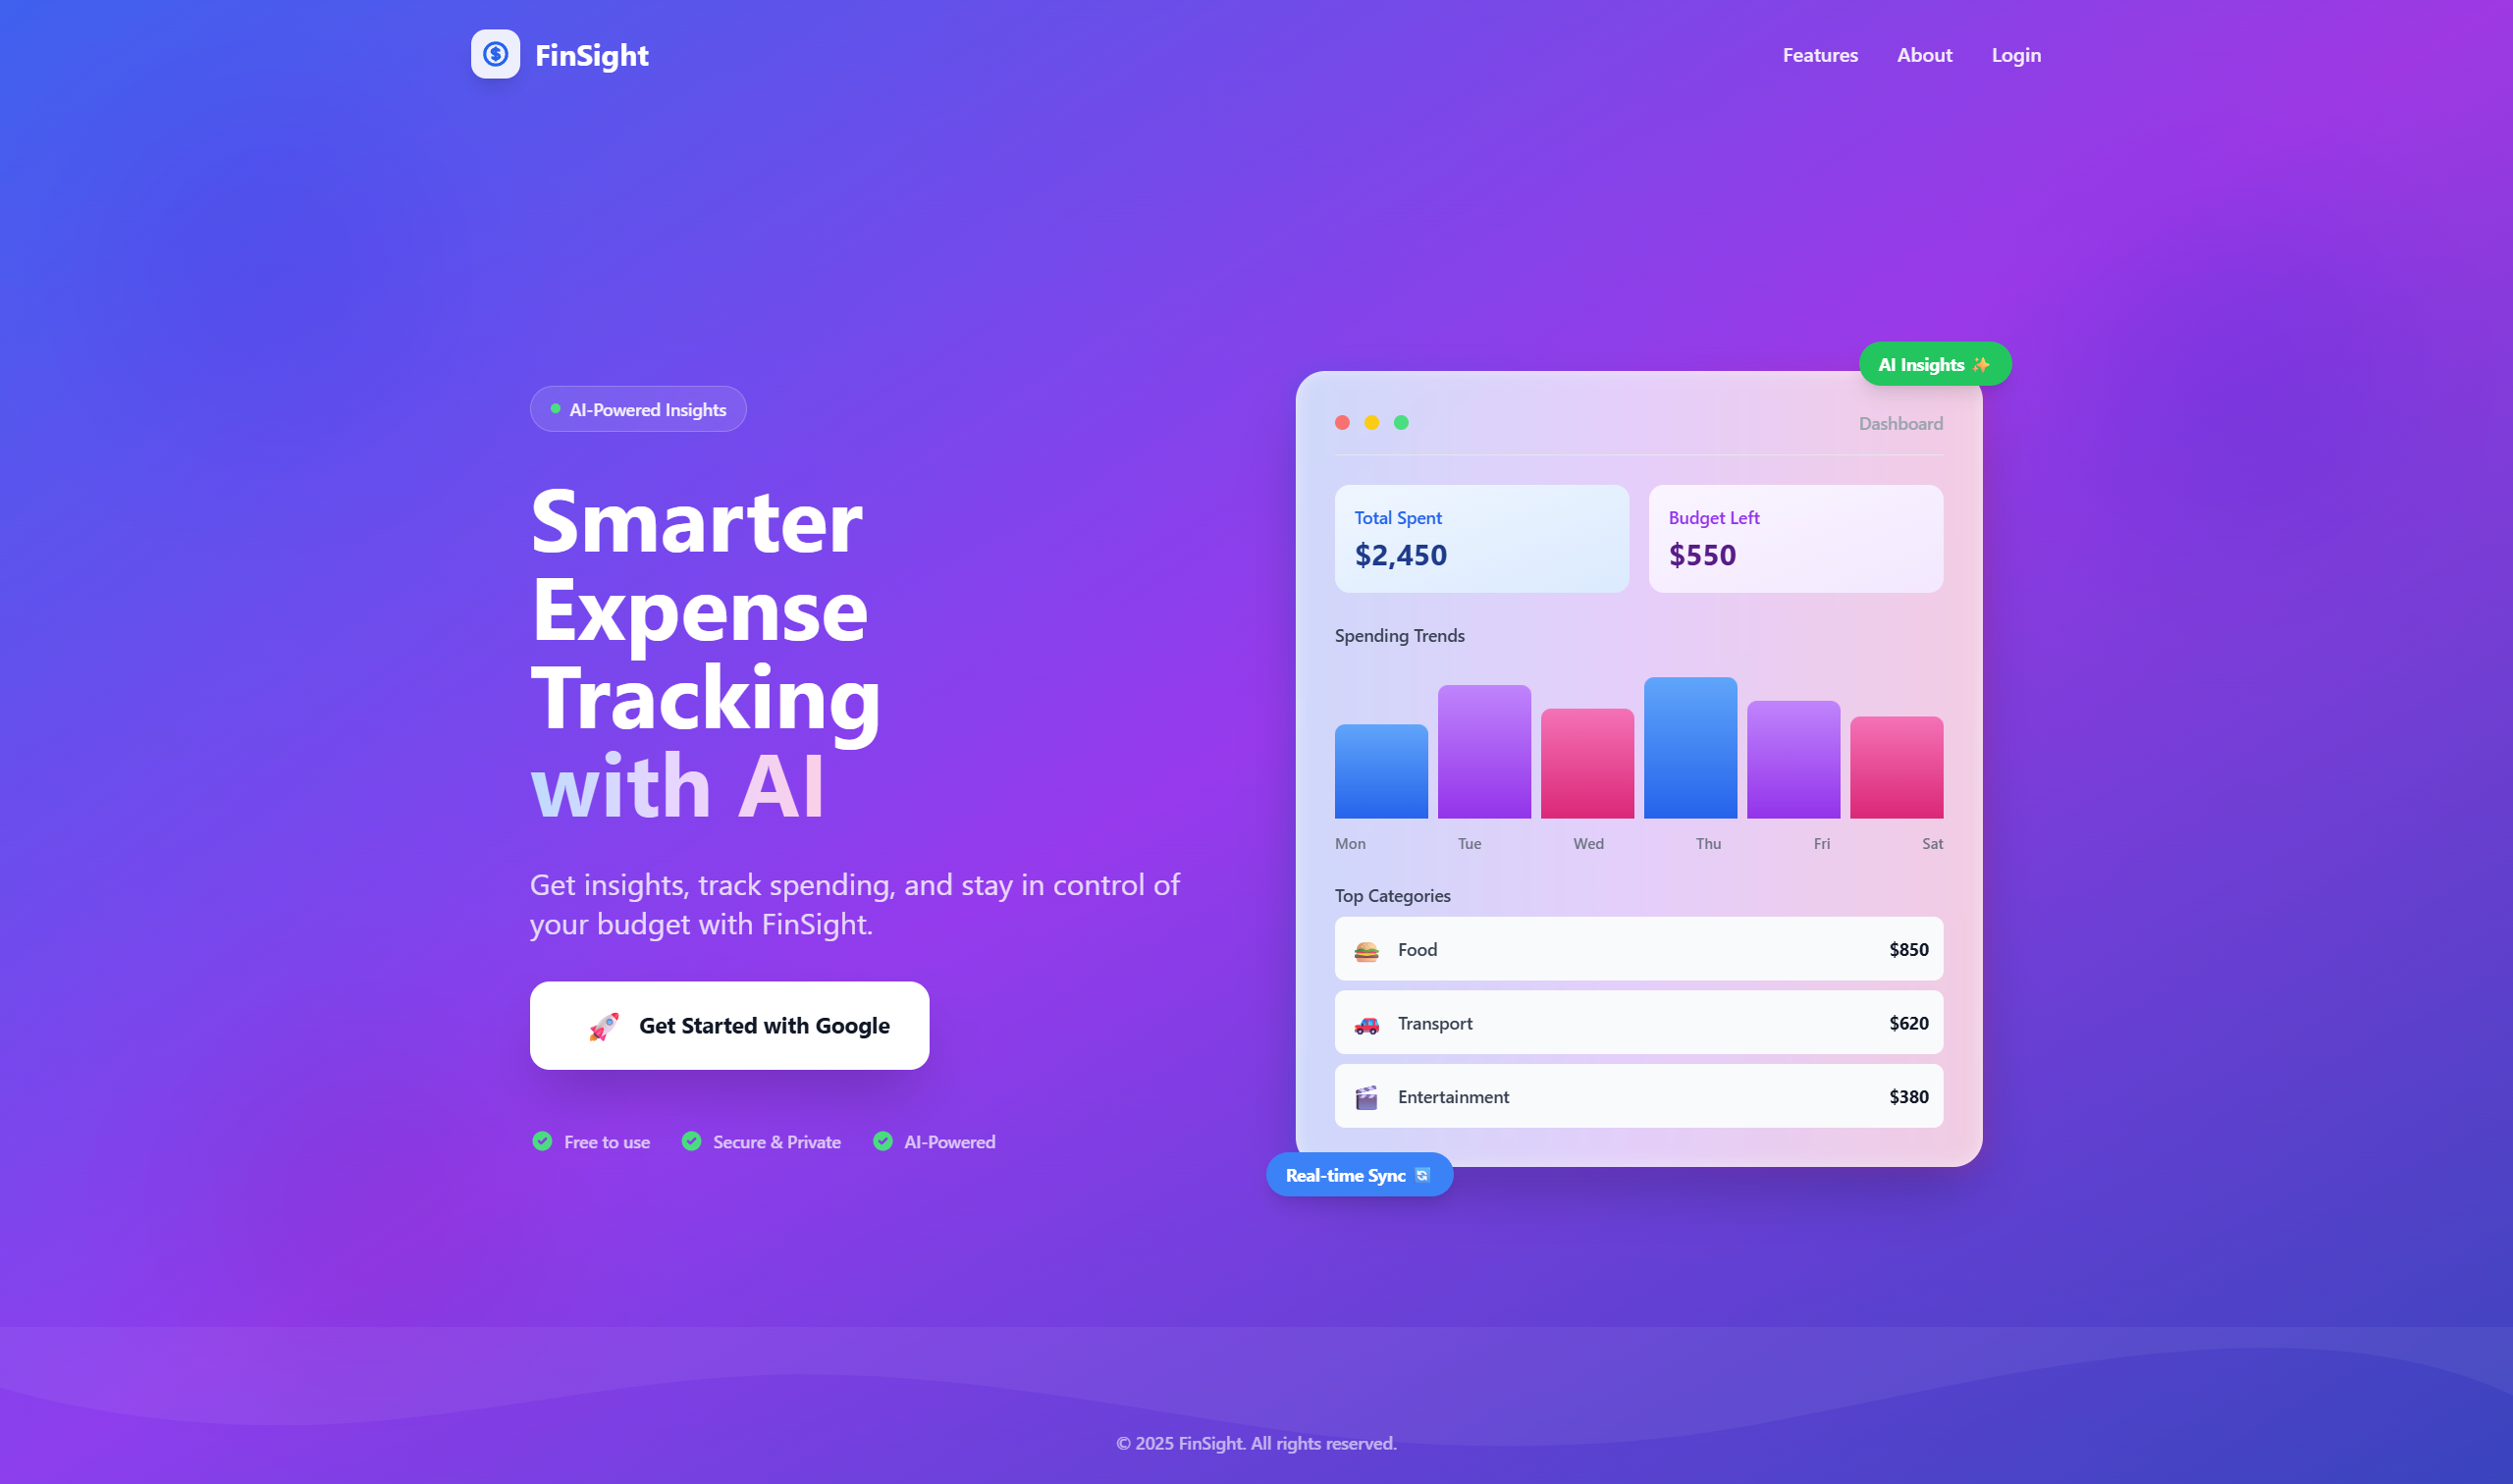 FinSight
Features
About
Login
AI-Powered Insights
Smarter
Expense
Tracking
with AI
Get insights, track spending, and stay in control of
your budget with FinSight.
🚀 Get Started with Google
Free to use
Secure & Private
AI-Powered
AI Insights ✨
Dashboard
Total Spent
$2,450
Budget Left
$550
Spending Trends
Mon Tue Wed Thu Fri Sat
Top Categories
🍔 Food $850
🚗 Transport $620
🎬 Entertainment $380
Real-time Sync 🔄
© 2025 FinSight. All rights reserved.